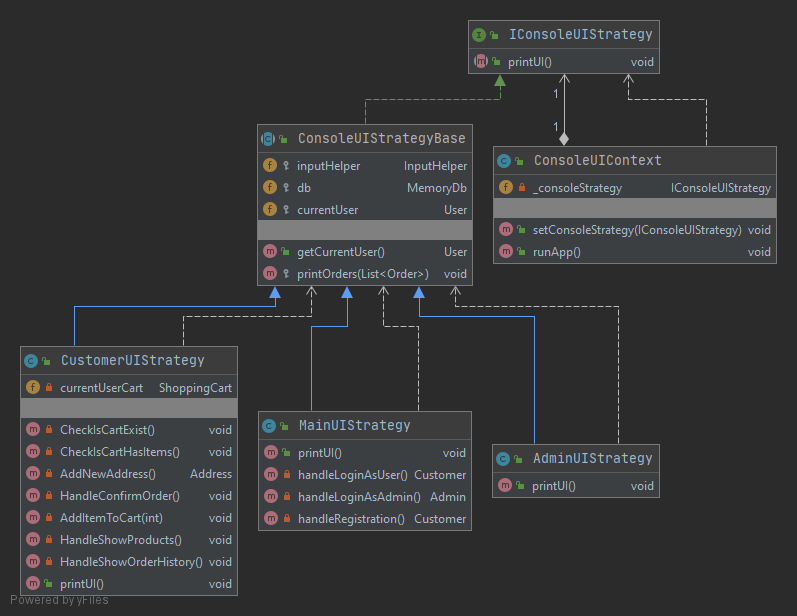 IConsoleUIStrategy
printUI() void
1
1
ConsoleUIStrategyBase
inputHelper InputHelper
db MemoryDb
currentUser User
getCurrentUser() User
printOrders(List<Order>) void
ConsoleUIContext
_consoleStrategy IConsoleUIStrategy
setConsoleStrategy(IConsoleUIStrategy) void
runApp() void
CustomerUIStrategy
currentUserCart ShoppingCart
CheckIsCartExist() void
CheckIsCartHasItems() void
AddNewAddress() Address
HandleConfirmOrder() void
AddItemToCart(int) void
HandleShowProducts() void
HandleShowOrderHistory() void
printUI() void
MainUIStrategy
printUI() void
handleLoginAsUser() Customer
handleLoginAsAdmin() Admin
handleRegistration() Customer
AdminUIStrategy
printUI() void
Powered by yFiles